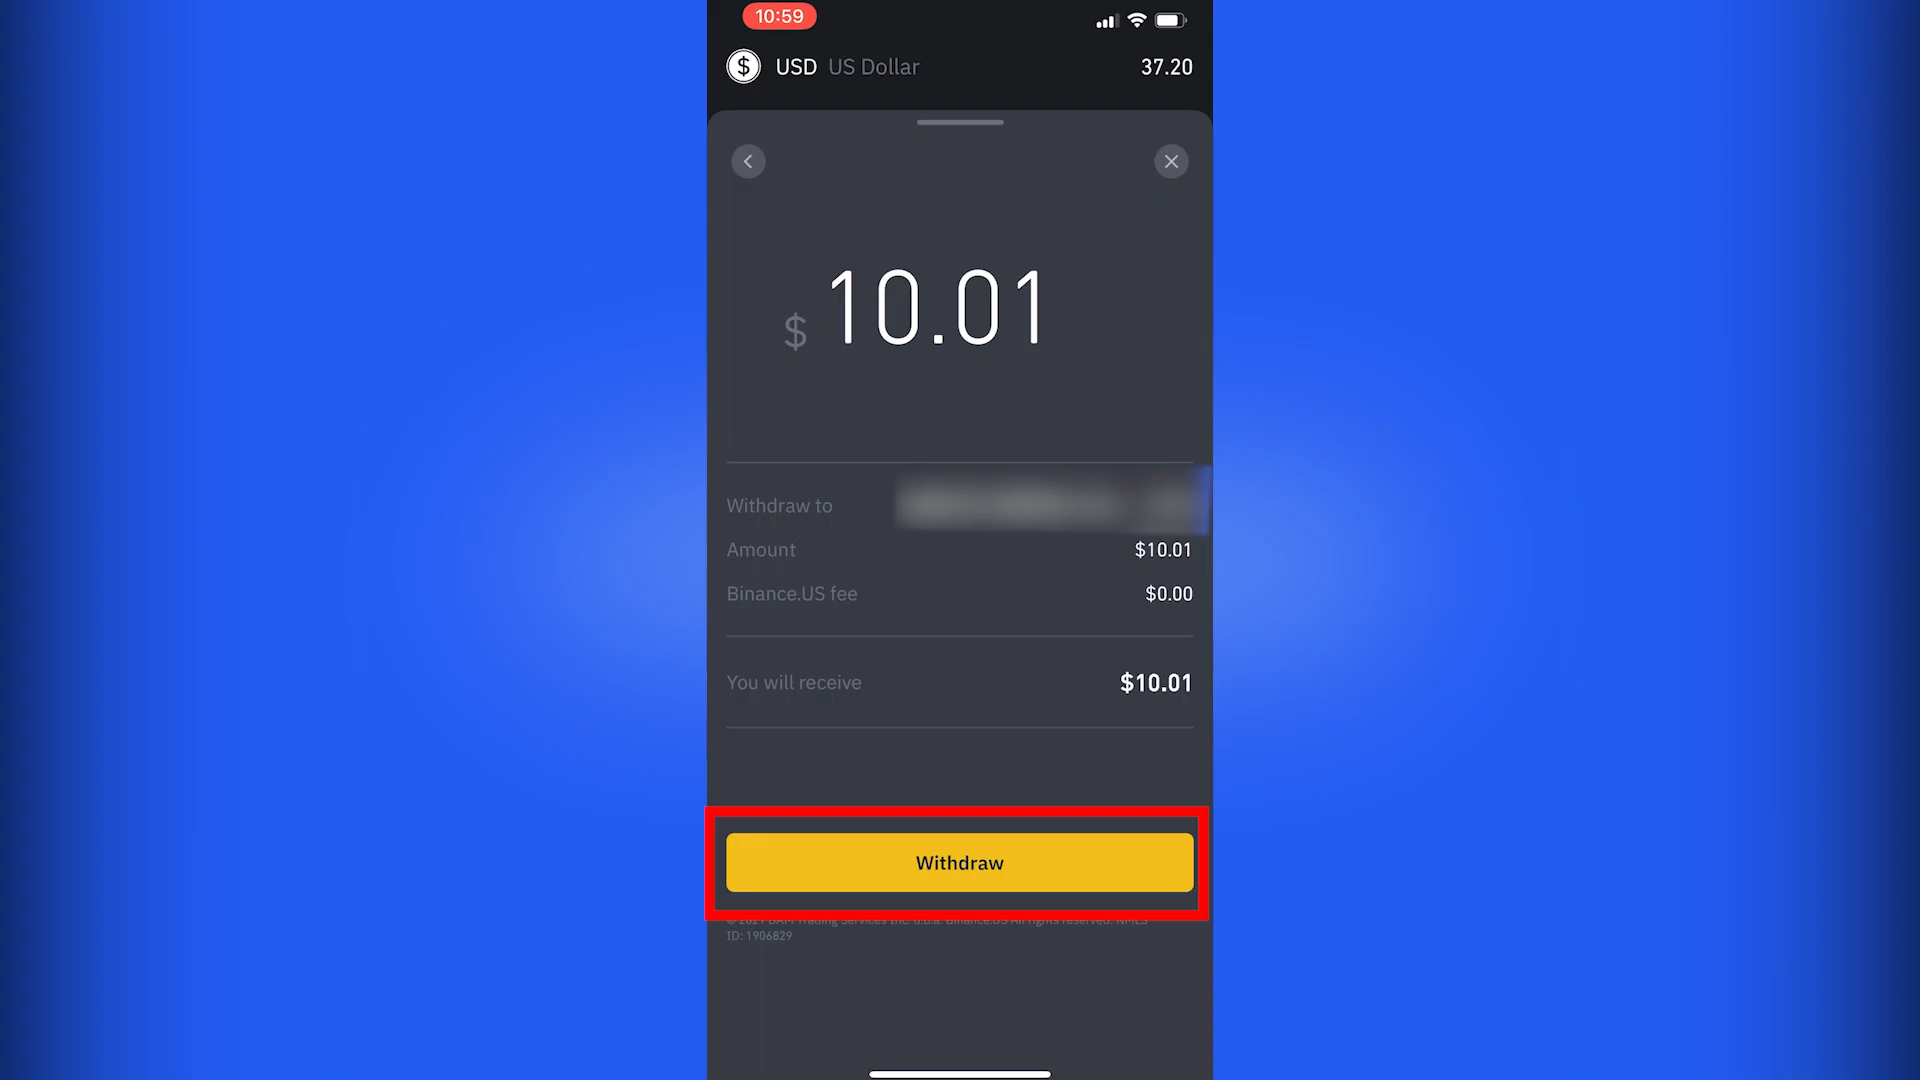 10:59
$ USD US Dollar 37.20
$ 10.01
Withdraw to
Amount $10.01
Binance.US fee $0.00
You will receive $10.01
Withdraw
© 2021 BAM Trading Services Inc. d.b.a. Binance.US All rights reserved. NMLS
ID: 1906829